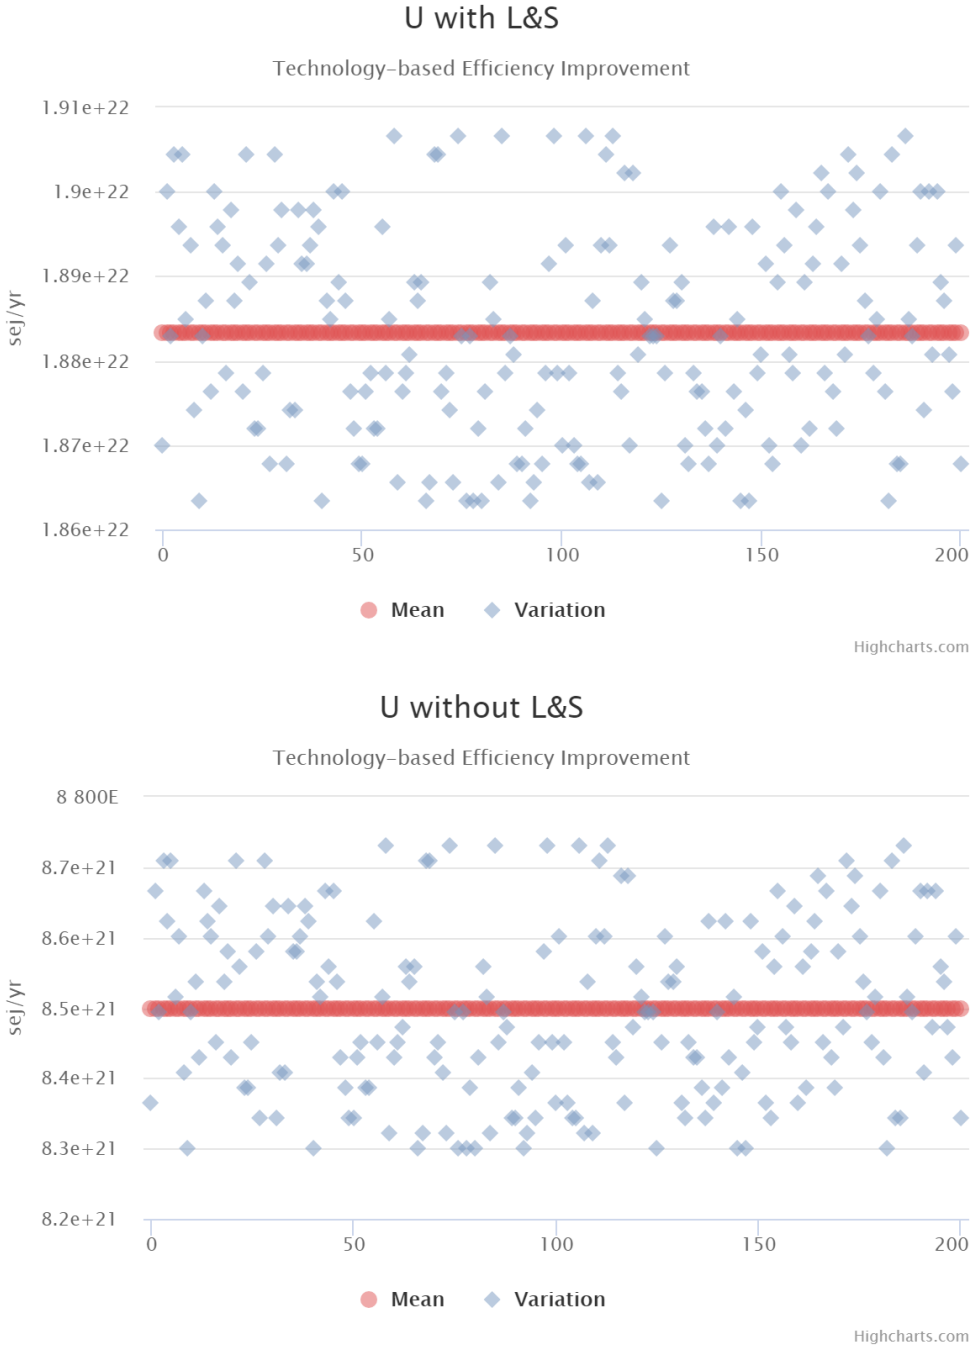 U with L&S
Technology-based Efficiency Improvement
1.91e+22
1.9e+22
1.89e+22
1.88e+22
1.87e+22
1.86e+22
sej/yr
0 50 100 150 200
Mean Variation
Highcharts.com
U without L&S
Technology-based Efficiency Improvement
8 800E
8.7e+21
8.6e+21
8.5e+21
8.4e+21
8.3e+21
8.2e+21
sej/yr
0 50 100 150 200
Mean Variation
Highcharts.com